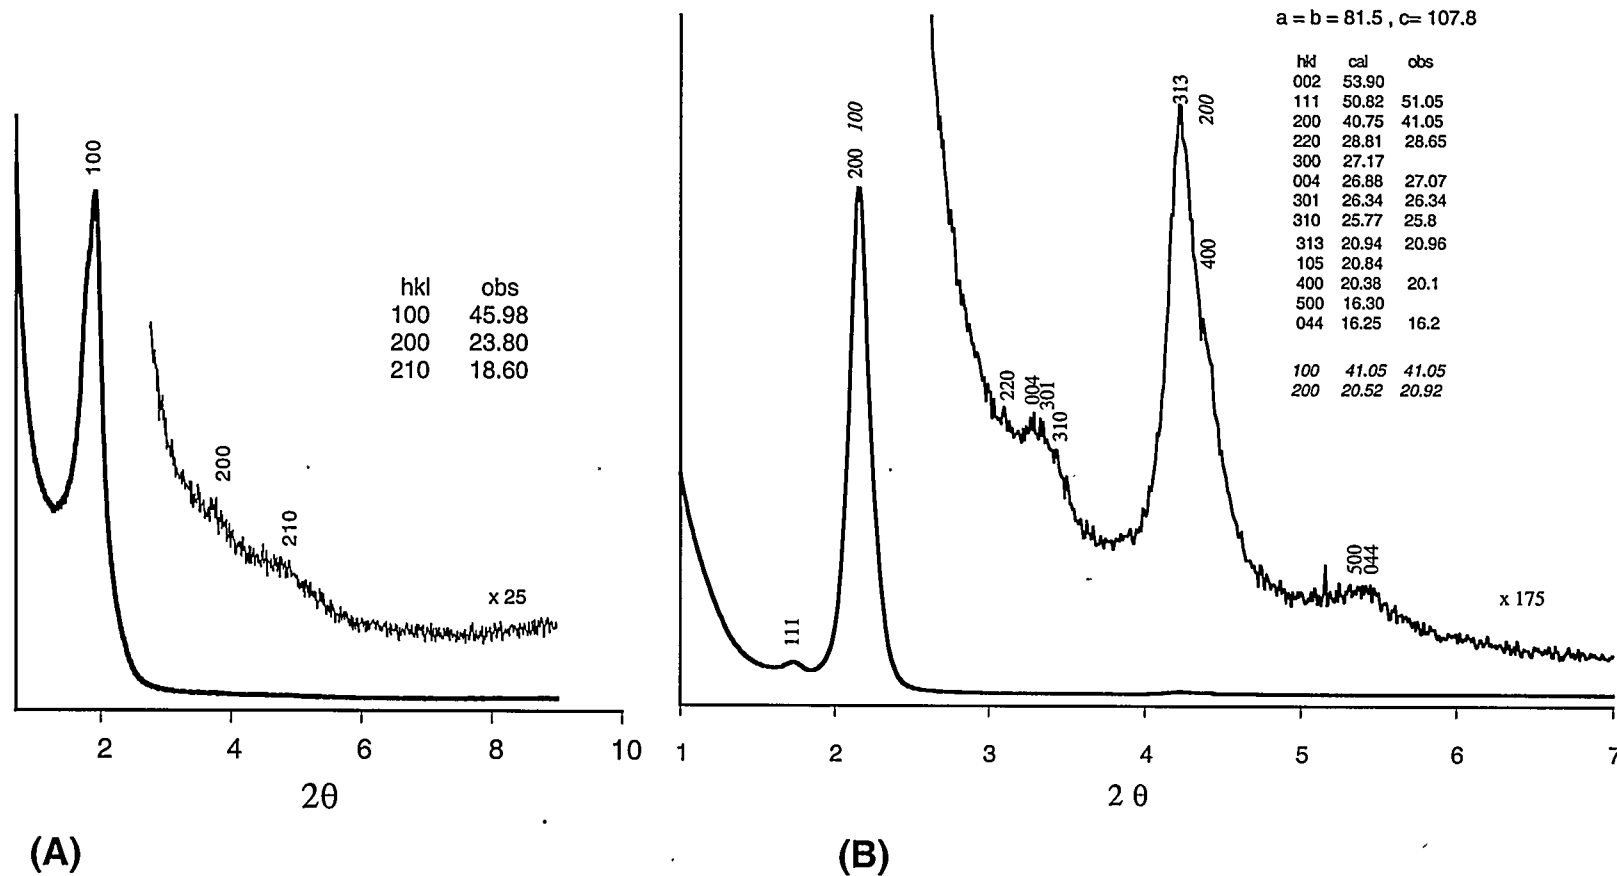 100
hkl obs
100 45.98
200 23.80
210 18.60
200
210
x 25
2 4 6 8 10
2θ
(A)
a = b = 81.5 , c= 107.8
hkl cal obs
002 53.90
111 50.82 51.05
200 40.75 41.05
220 28.81 28.65
300 27.17
004 26.88 27.07
301 26.34 26.34
310 25.77 25.8
313 20.94 20.96
105 20.84
400 20.38 20.1
500 16.30
044 16.25 16.2
100 41.05 41.05
200 20.52 20.92
111
200 100
220
004
301
310
313
200
400
500
044
x 175
1 2 3 4 5 6 7
2 θ
(B)